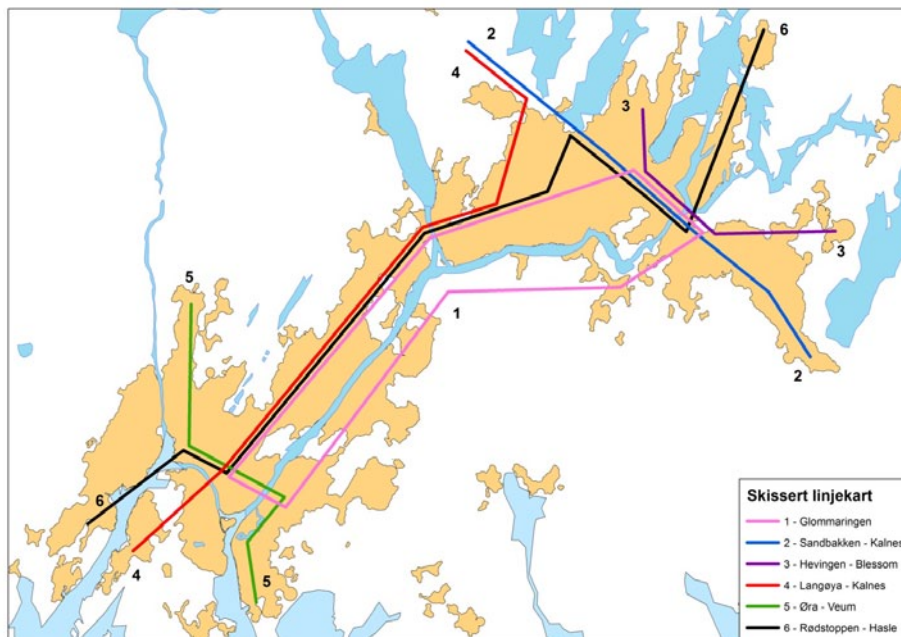 2
6
4
3
3
5
1
2
6
4
5
Skissert linjekart
1 - Glommaringen
2 - Sandbakken - Kalnes
3 - Hevingen - Blessom
4 - Langøya - Kalnes
5 - Øra - Veum
6 - Rødstoppen - Hasle